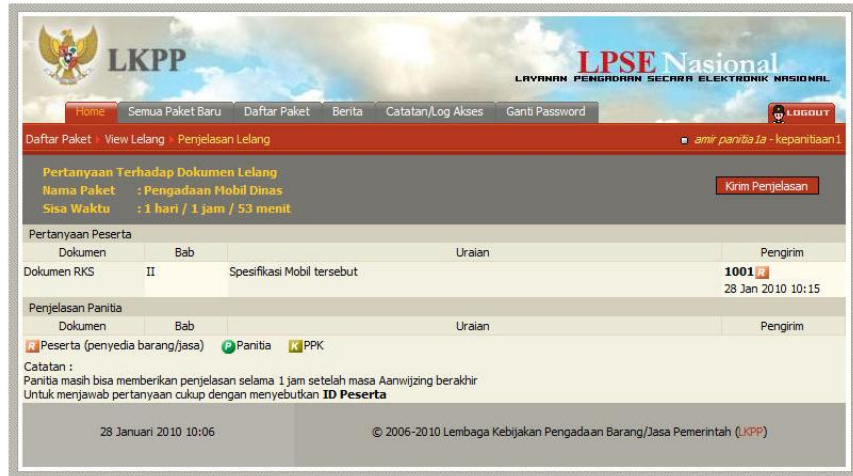 LKPP
LPSE Nasional
LAYANAN PENGADAAN SECARA ELEKTRONIK NASIONAL
Home Semua Paket Baru Daftar Paket Berita Catatan/Log Akses Ganti Password LOGOUT
Daftar Paket View Lelang Penjelasan Lelang amir panitia1a - kepanitiaan1
Pertanyaan Terhadap Dokumen Lelang
Nama Paket : Pengadaan Mobil Dinas
Kirim Penjelasan
Sisa Waktu : 1 hari / 1 jam / 53 menit
Pertanyaan Peserta
Dokumen Bab Uraian Pengirim
Dokumen RKS II Spesifikasi Mobil tersebut 1001 R
28 Jan 2010 10:15
Penjelasan Panitia
Dokumen Bab Uraian Pengirim
R Peserta (penyedia barang/jasa) P Panitia K PPK
Catatan :
Panitia masih bisa memberikan penjelasan selama 1 jam setelah masa Aanwijzing berakhir
Untuk menjawab pertanyaan cukup dengan menyebutkan ID Peserta
28 Januari 2010 10:06 © 2006-2010 Lembaga Kebijakan Pengadaan Barang/Jasa Pemerintah (LKPP)